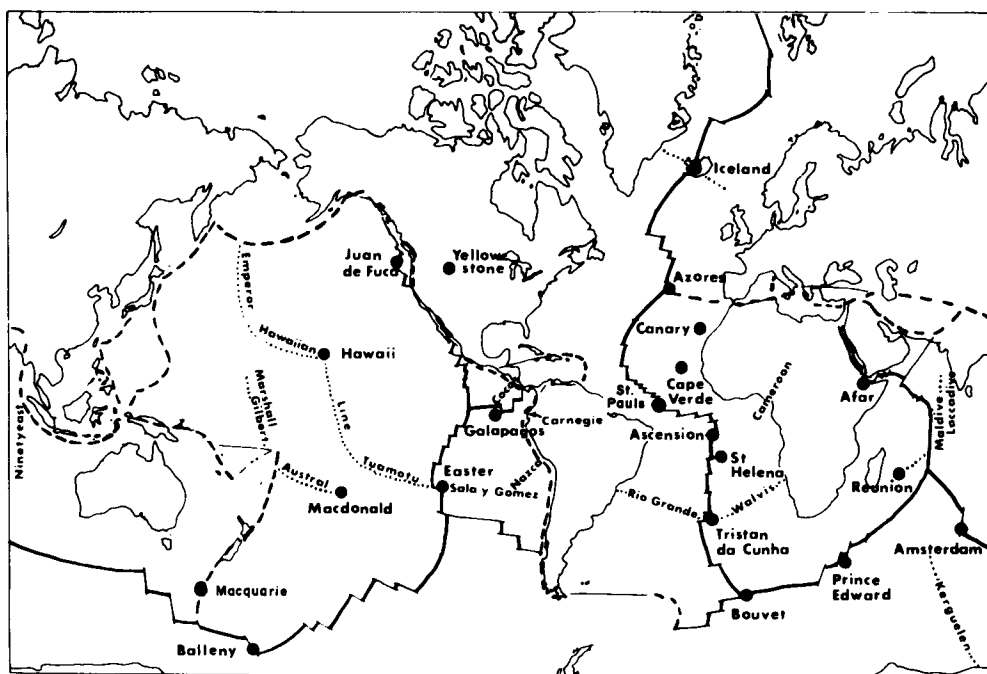 Iceland
Juan
de Fuca
Yellow
stone
Azores
Emperor
Canary
Hawaiian
Hawaii
Cape
Verde
Cameroon
Afar
Maldive
Laccadive
Ninetyeast
Marshall
Gilbert
Line
Cocos
St.
Pauls
Galapagos
Carnegie
Ascension
St
Helena
Austral
Tuamotu
Easter
Sala y Gomez
Nazca
Reunion
Macdonald
Rio Grande
Walvis
Tristan
da Cunha
Amsterdam
Macquarie
Prince
Edward
Bouvet
Kerguelen
Balleny